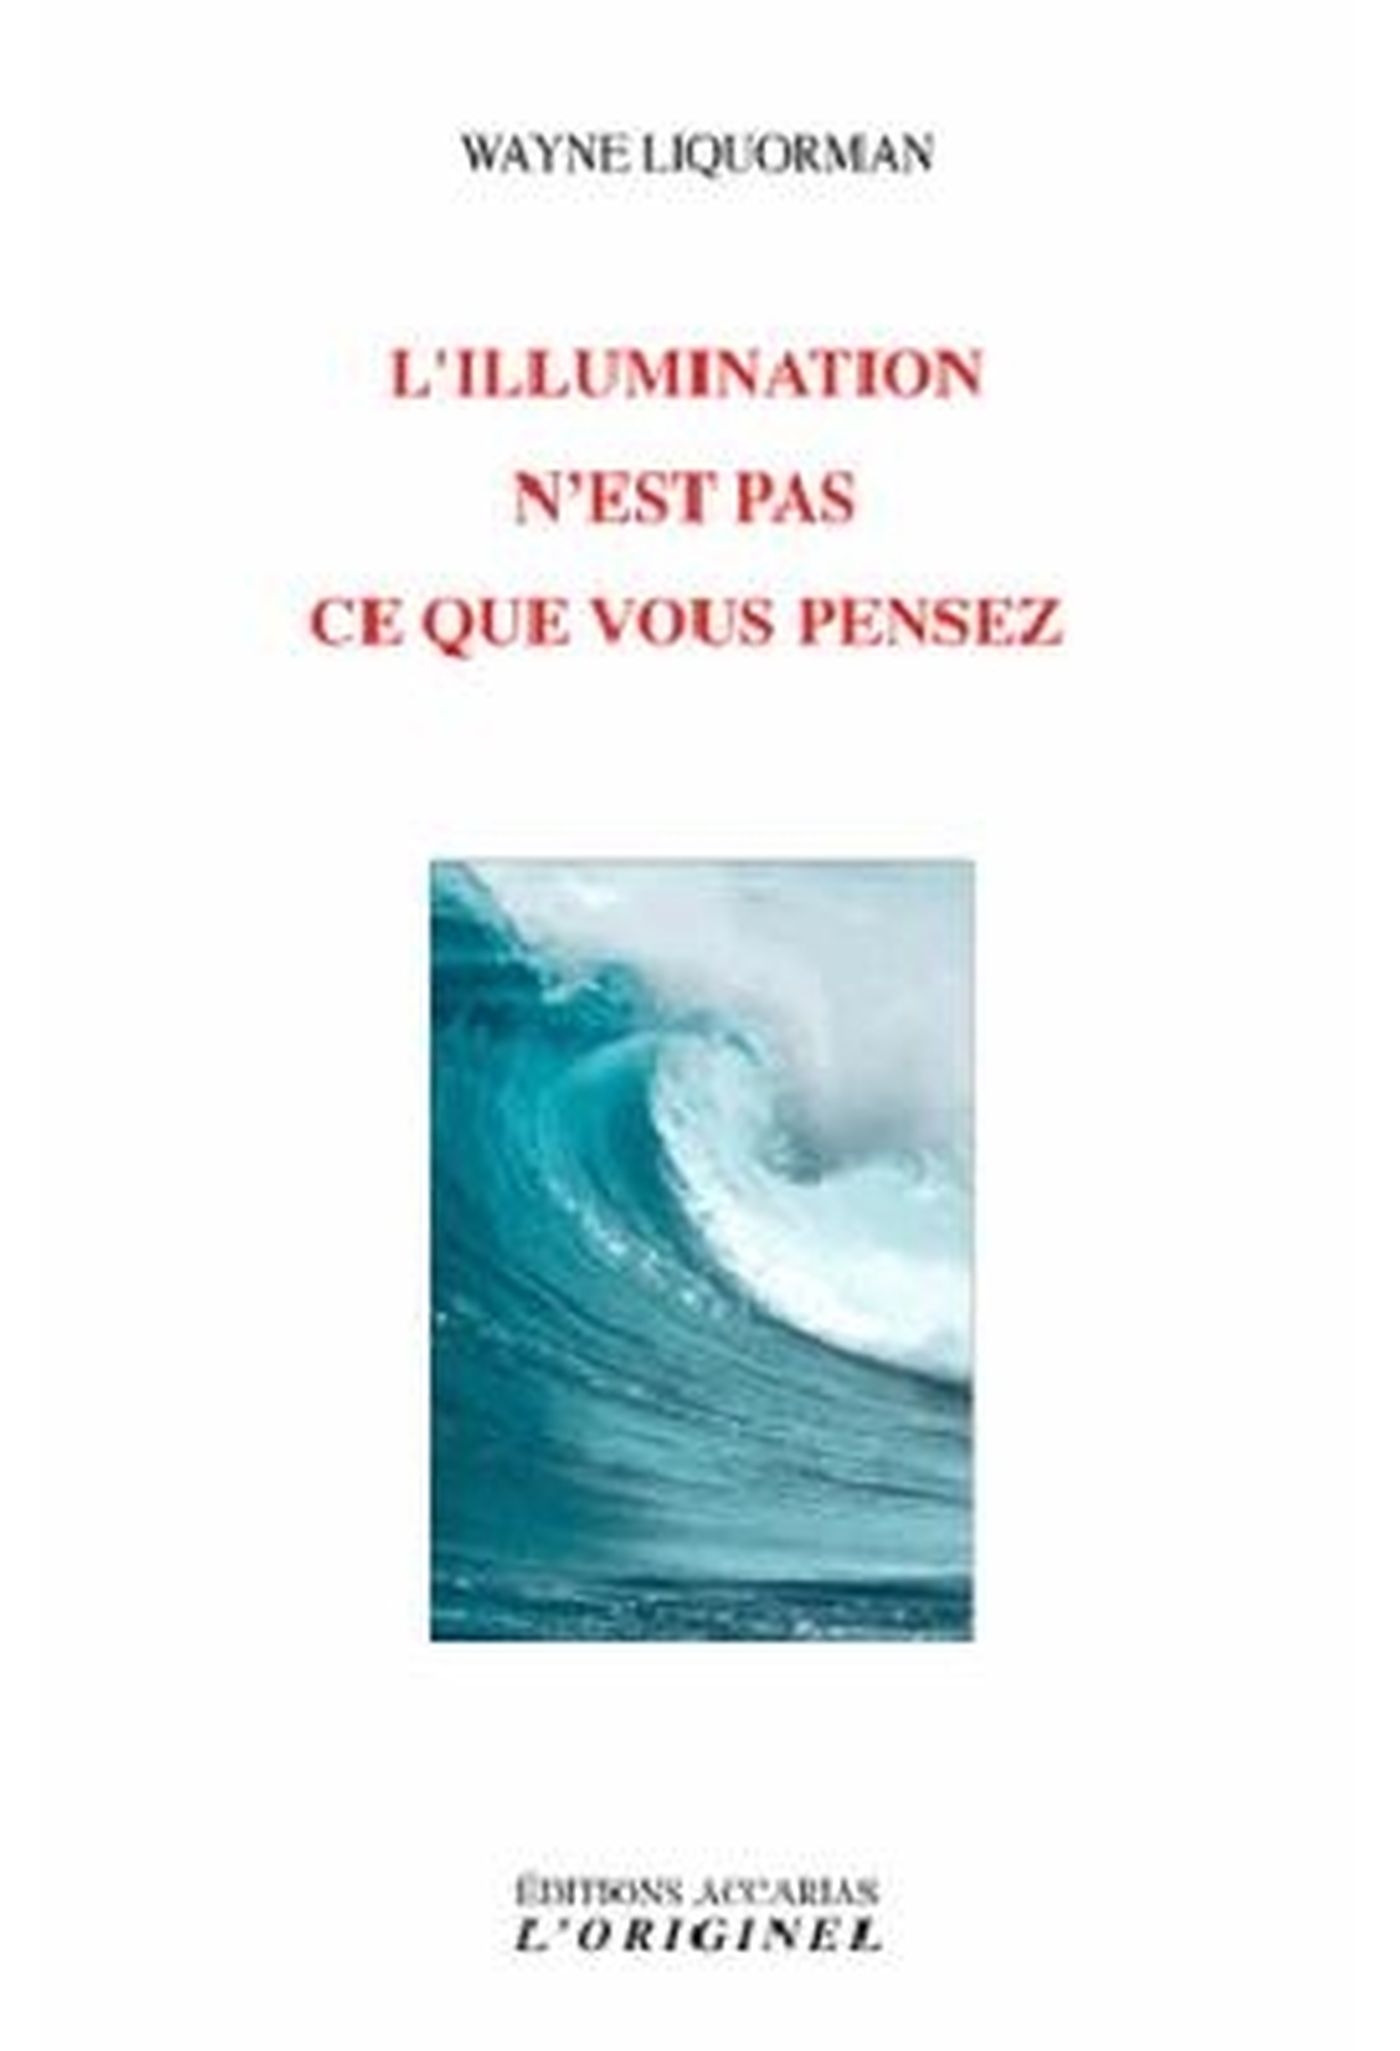 WAYNE LIQUORMAN
L'ILLUMINATION
N’EST PAS
CE QUE VOUS PENSEZ
ÉDITIONS ACCARIAS
L'ORIGINEL